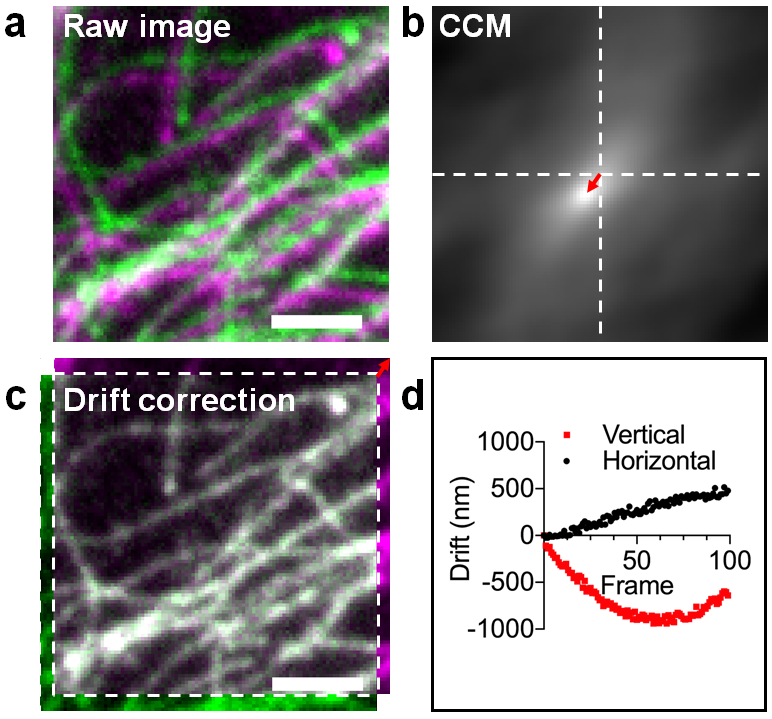 a
Raw image
b
CCM
c
Drift correction
d
Vertical
Horizontal
Drift (nm)
1000
500
0
-500
-1000
50
100
Frame